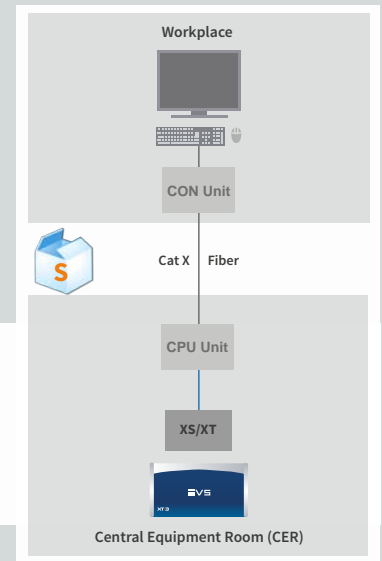 Workplace
CON Unit
S
Cat X Fiber
CPU Unit
XS/XT
EVS
XT3
Central Equipment Room (CER)